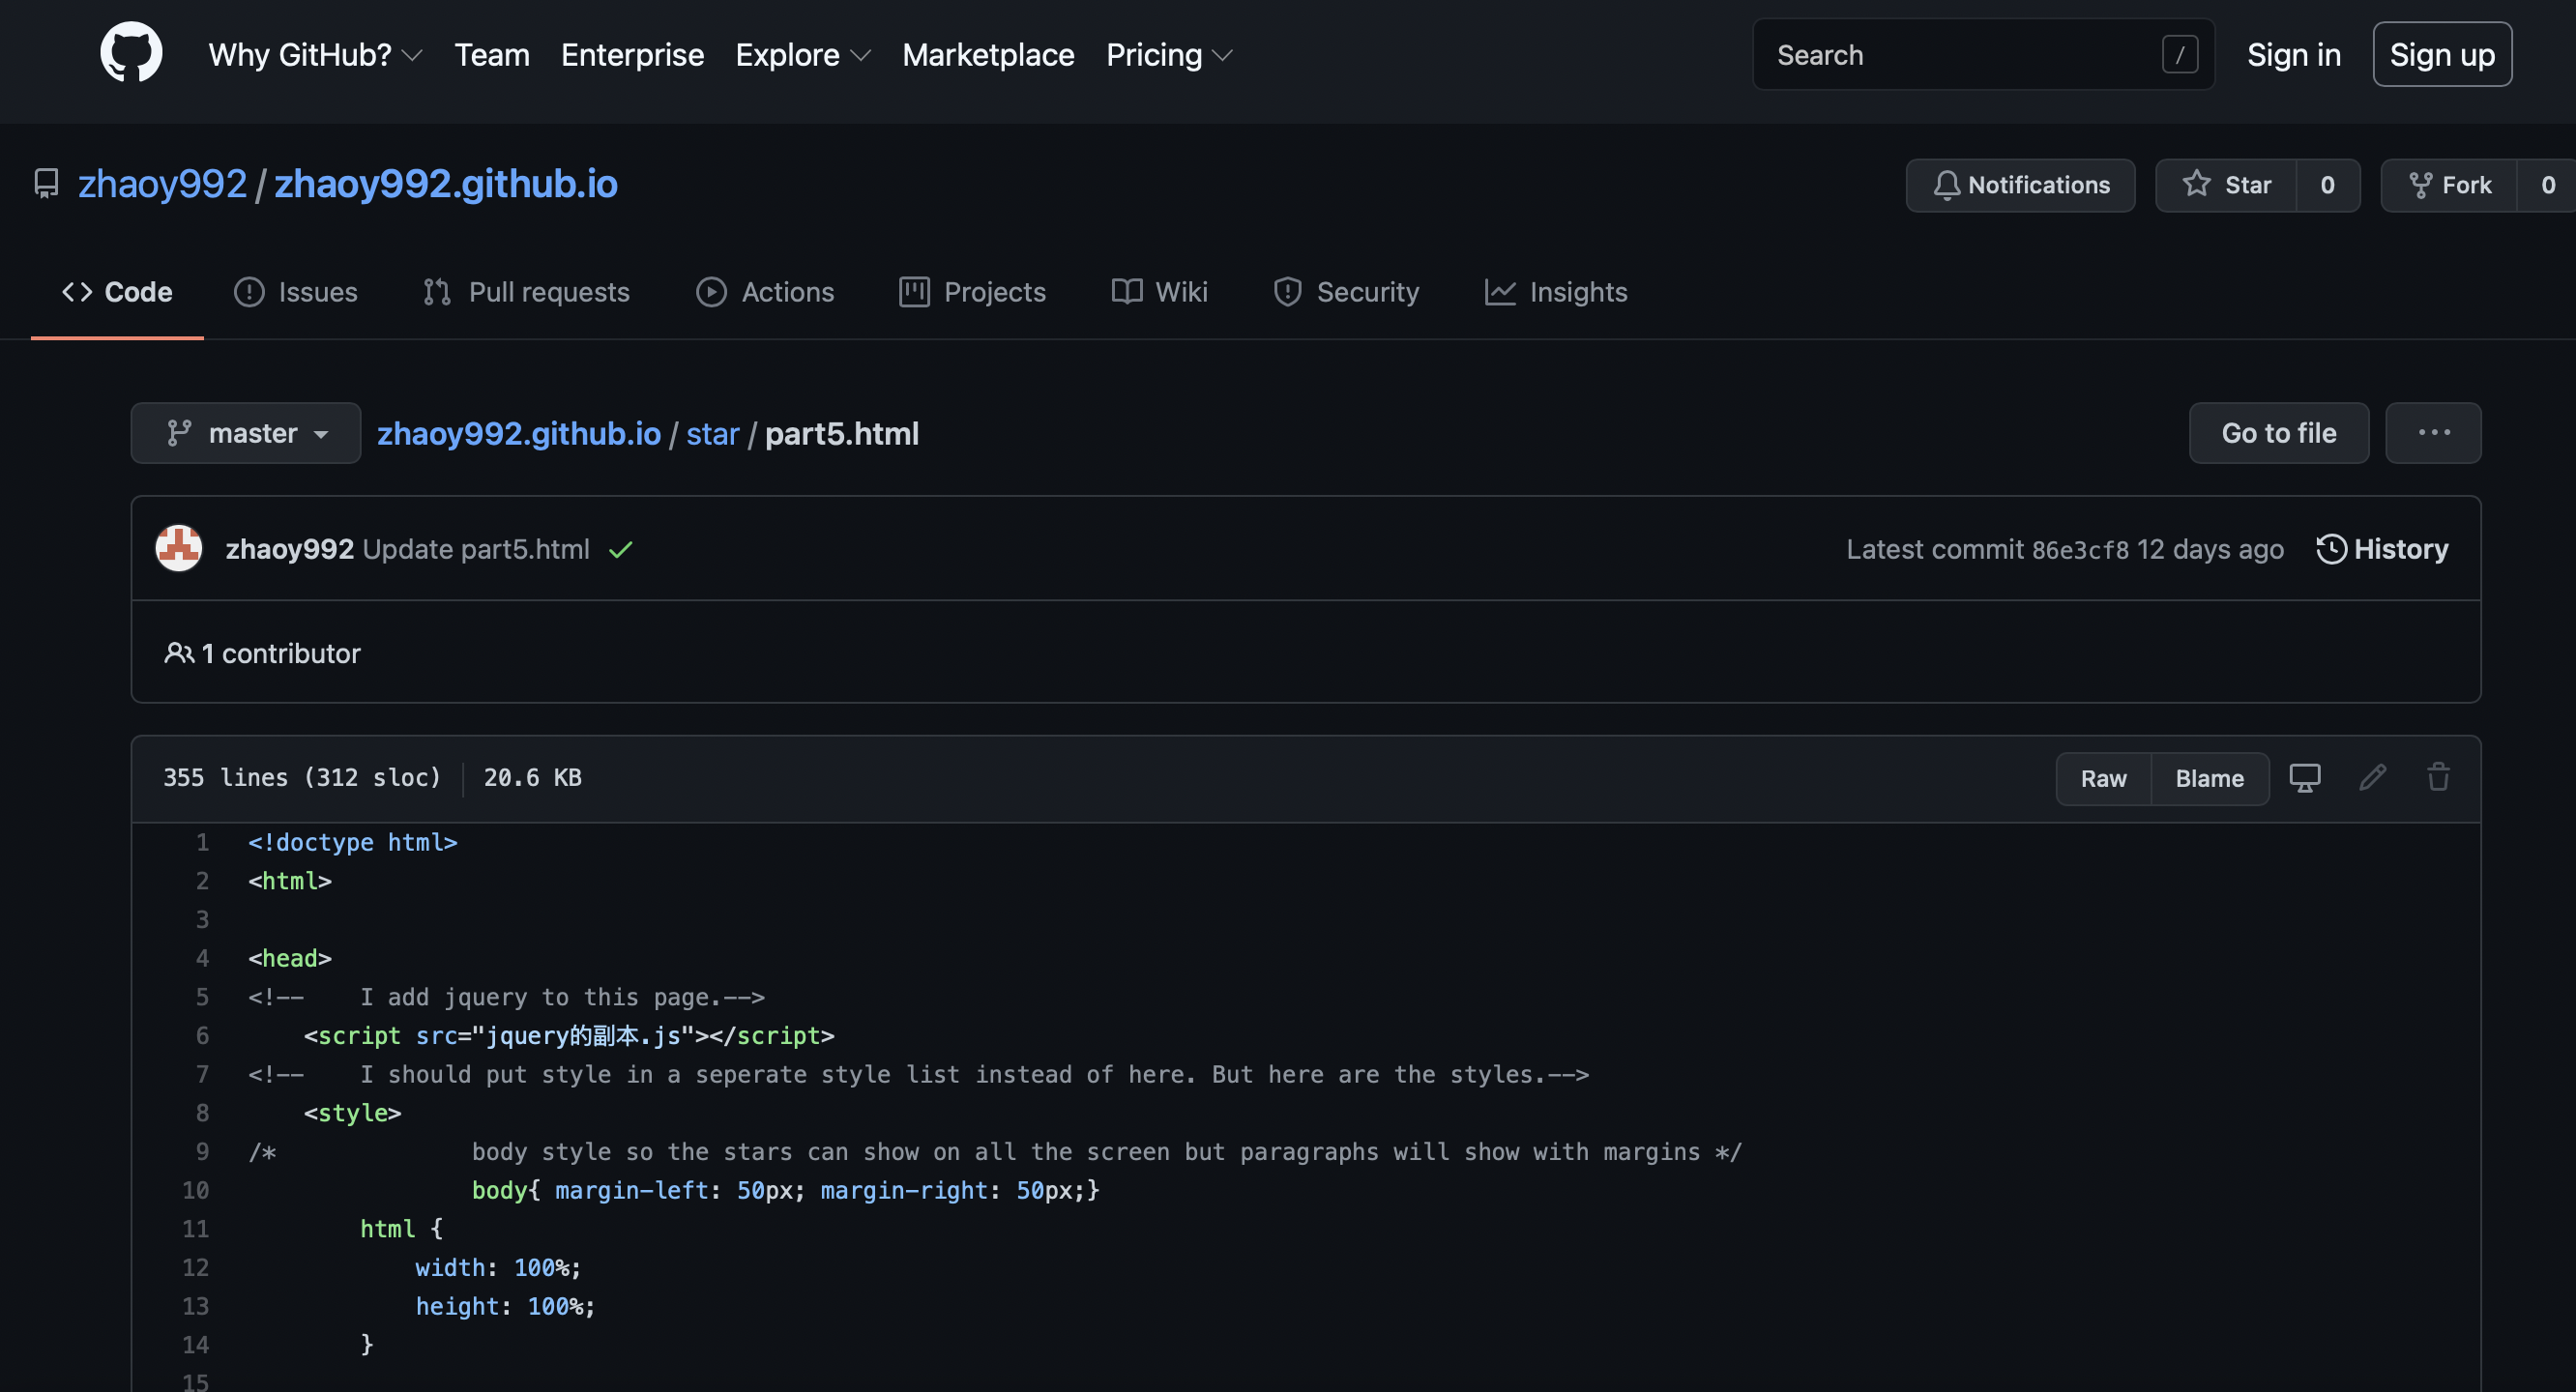 Why GitHub? Team Enterprise Explore Marketplace Pricing Search / Sign in Sign up
zhaoy992 / zhaoy992.github.io Notifications Star 0 Fork 0
Code Issues Pull requests Actions Projects Wiki Security Insights
master zhaoy992.github.io / star / part5.html Go to file ...
zhaoy992 Update part5.html Latest commit 86e3cf8 12 days ago History
1 contributor
355 lines (312 sloc) 20.6 KB Raw Blame
1 <!doctype html>
2 <html>
3
4 <head>
5 <!--    I add jquery to this page.-->
6     <script src="jquery的副本.js"></script>
7 <!--    I should put style in a seperate style list instead of here. But here are the styles.-->
8     <style>
9 /*              body style so the stars can show on all the screen but paragraphs will show with margins */
10                 body{ margin-left: 50px; margin-right: 50px;}
11         html {
12             width: 100%;
13             height: 100%;
14         }
15